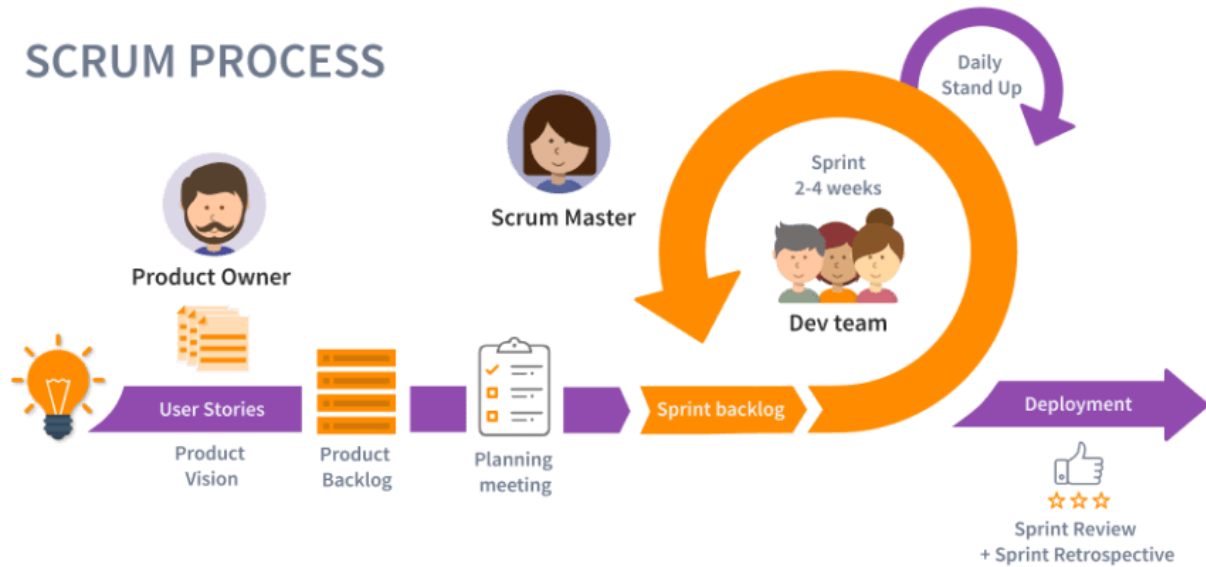 SCRUM PROCESS
Daily
Stand Up
Sprint
2-4 weeks
Scrum Master
Product Owner
Dev team
User Stories
Sprint backlog
Deployment
Product
Vision
Product
Backlog
Planning
meeting
Sprint Review
+ Sprint Retrospective